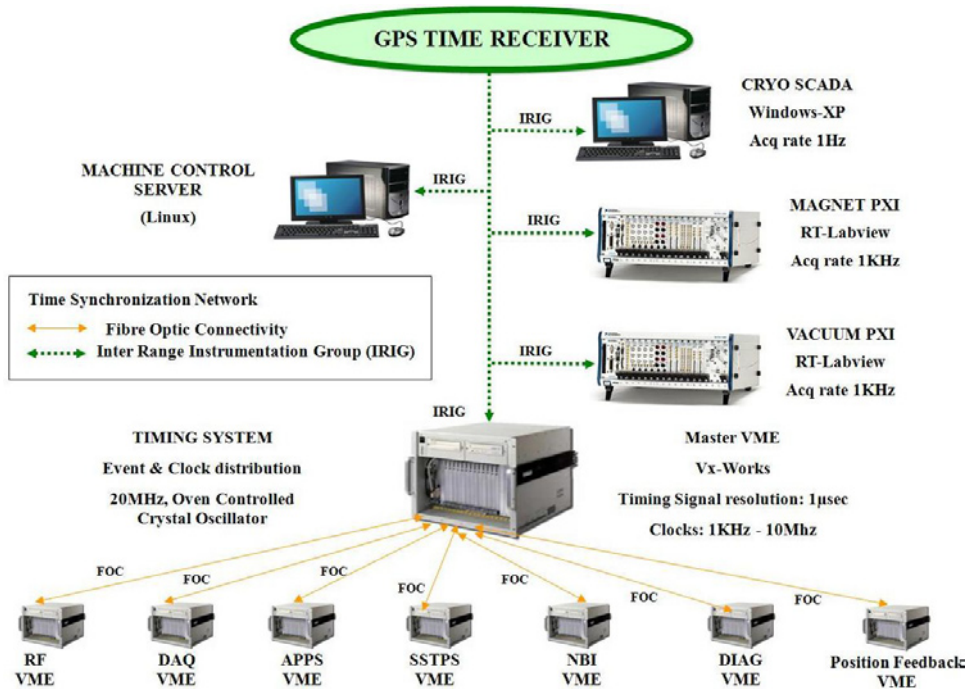 GPS TIME RECEIVER
CRYO SCADA
Windows-XP
Acq rate 1Hz
IRIG
MACHINE CONTROL
SERVER
(Linux)
IRIG
IRIG
MAGNET PXI
RT-Labview
Acq rate 1KHz
Time Synchronization Network
Fibre Optic Connectivity
Inter Range Instrumentation Group (IRIG)
IRIG
VACUUM PXI
RT-Labview
Acq rate 1KHz
IRIG
TIMING SYSTEM
Event & Clock distribution
20MHz, Oven Controlled
Crystal Oscillator
Master VME
Vx-Works
Timing Signal resolution: 1μsec
Clocks: 1KHz - 10Mhz
FOC
FOC
FOC
FOC
FOC
FOC
FOC
RF
VME
DAQ
VME
APPS
VME
SSTPS
VME
NBI
VME
DIAG
VME
Position Feedback
VME